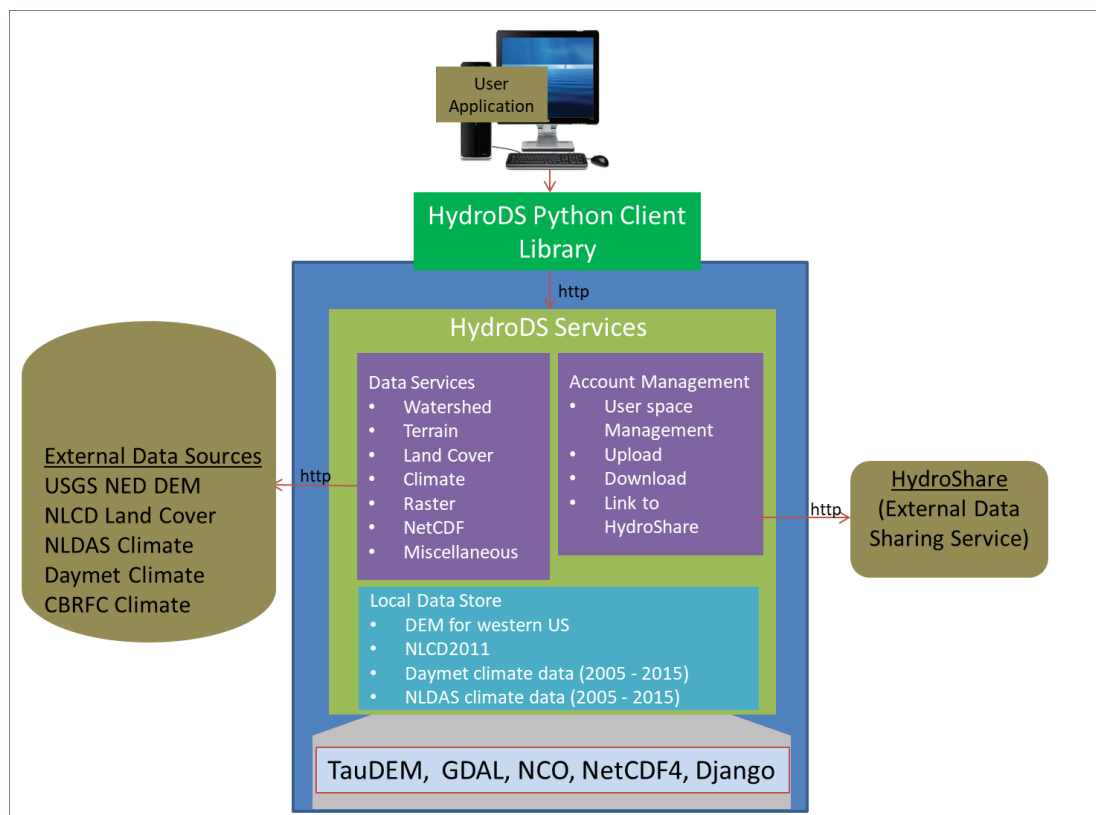 User
Application
HydroDS Python Client
Library
http
HydroDS Services
Data Services
• Watershed
• Terrain
• Land Cover
• Climate
• Raster
• NetCDF
• Miscellaneous
Account Management
• User space
Management
• Upload
• Download
• Link to
HydroShare
Local Data Store
• DEM for western US
• NLCD2011
• Daymet climate data (2005 - 2015)
• NLDAS climate data (2005 - 2015)
TauDEM, GDAL, NCO, NetCDF4, Django
http
External Data Sources
USGS NED DEM
NLCD Land Cover
NLDAS Climate
Daymet Climate
CBRFC Climate
http
HydroShare
(External Data
Sharing Service)